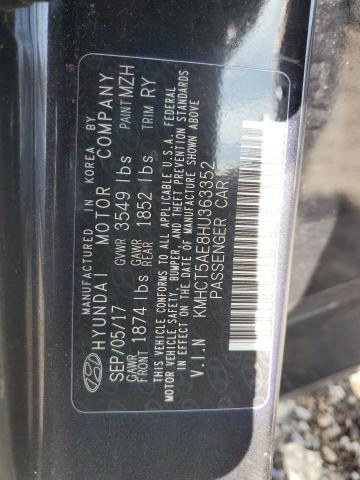 MANUFACTURED IN KOREA BY
HYUNDAI MOTOR COMPANY
SEP/05/17 GVWR 3549 lbs PAINT MZH
GAWR FRONT 1874 lbs GAWR REAR 1852 lbs TRIM RY
THIS VEHICLE CONFORMS TO ALL APPLICABLE U.S.A. FEDERAL
MOTOR VEHICLE SAFETY, BUMPER, AND THEFT PREVENTION STANDARDS
IN EFFECT ON THE DATE OF MANUFACTURE SHOWN ABOVE
V.I.N KMHCT5AE8HU363352
PASSENGER CAR